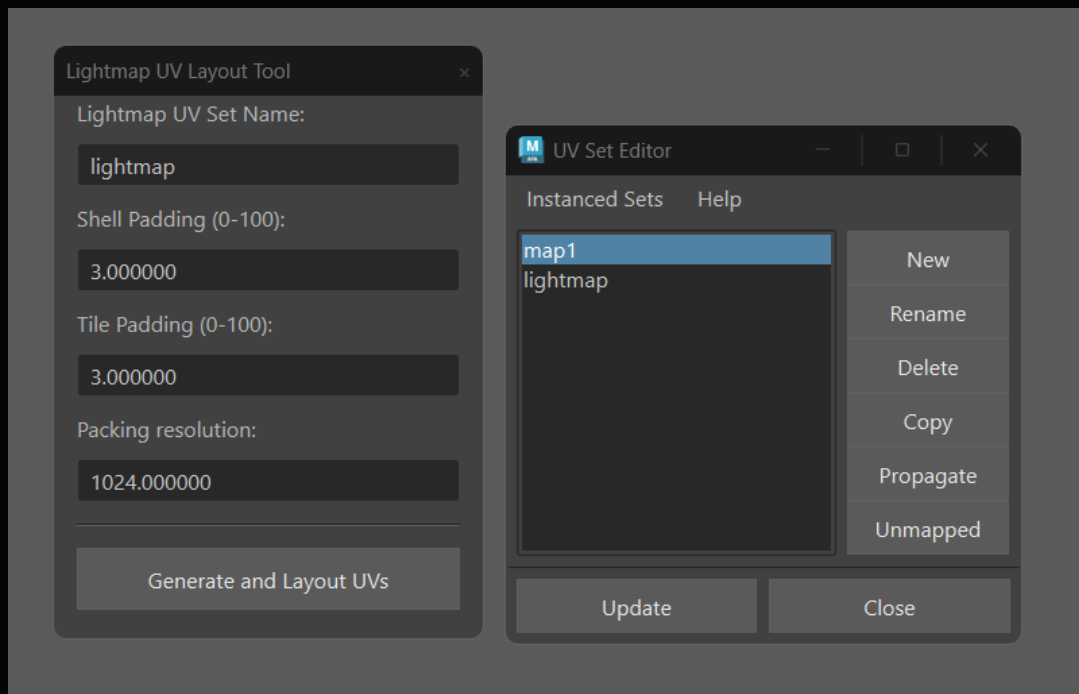 Lightmap UV Layout Tool
Lightmap UV Set Name:
lightmap
Shell Padding (0-100):
3.000000
Tile Padding (0-100):
3.000000
Packing resolution:
1024.000000
Generate and Layout UVs
M
UV Set Editor
Instanced Sets Help
map1
lightmap
New
Rename
Delete
Copy
Propagate
Unmapped
Update Close